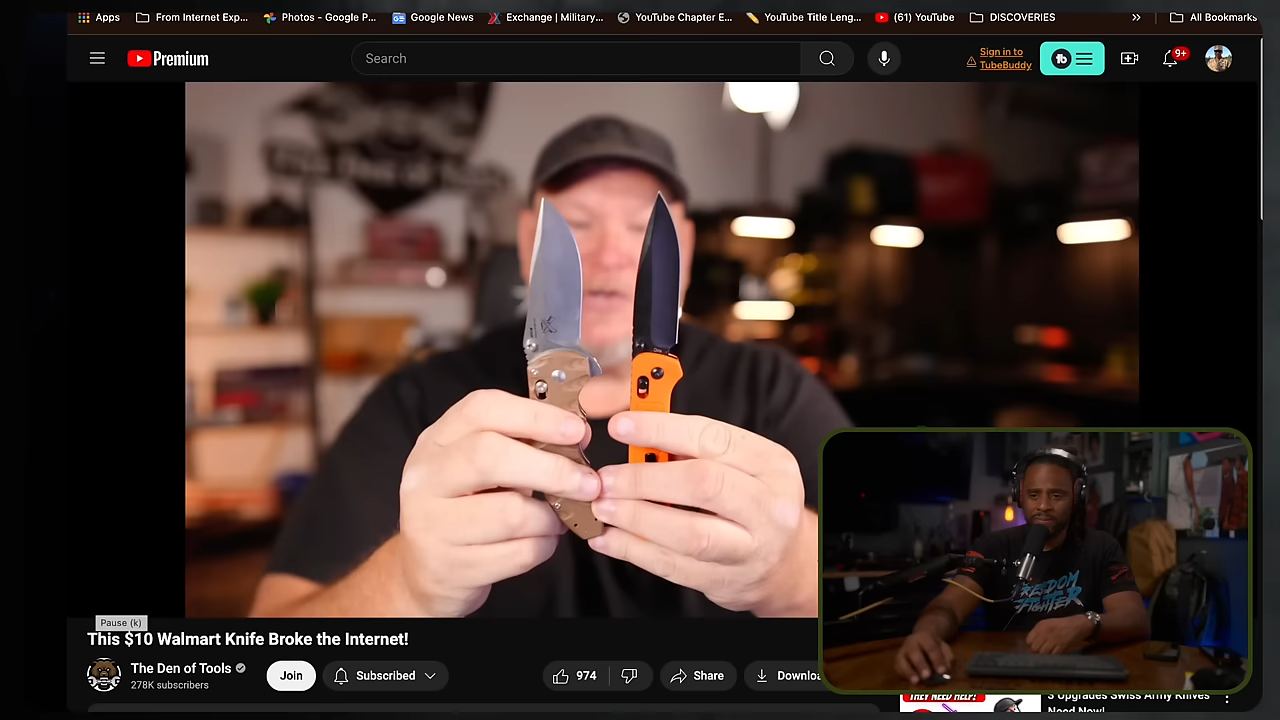 Apps From Internet Exp... Photos - Google P... Google News Exchange | Military... YouTube Chapter E... YouTube Title Leng... (61) YouTube DISCOVERIES » All Bookmarks
Premium Search Sign in to TubeBuddy tb 9+
FREEDOM
FIGHTER
Pause (k)
This $10 Walmart Knife Broke the Internet!
The Den of Tools
278K subscribers
Join Subscribed 974 Share Downlo
THEY NEED HELP!
3 Upgrades Swiss Army Knives
Need Now!